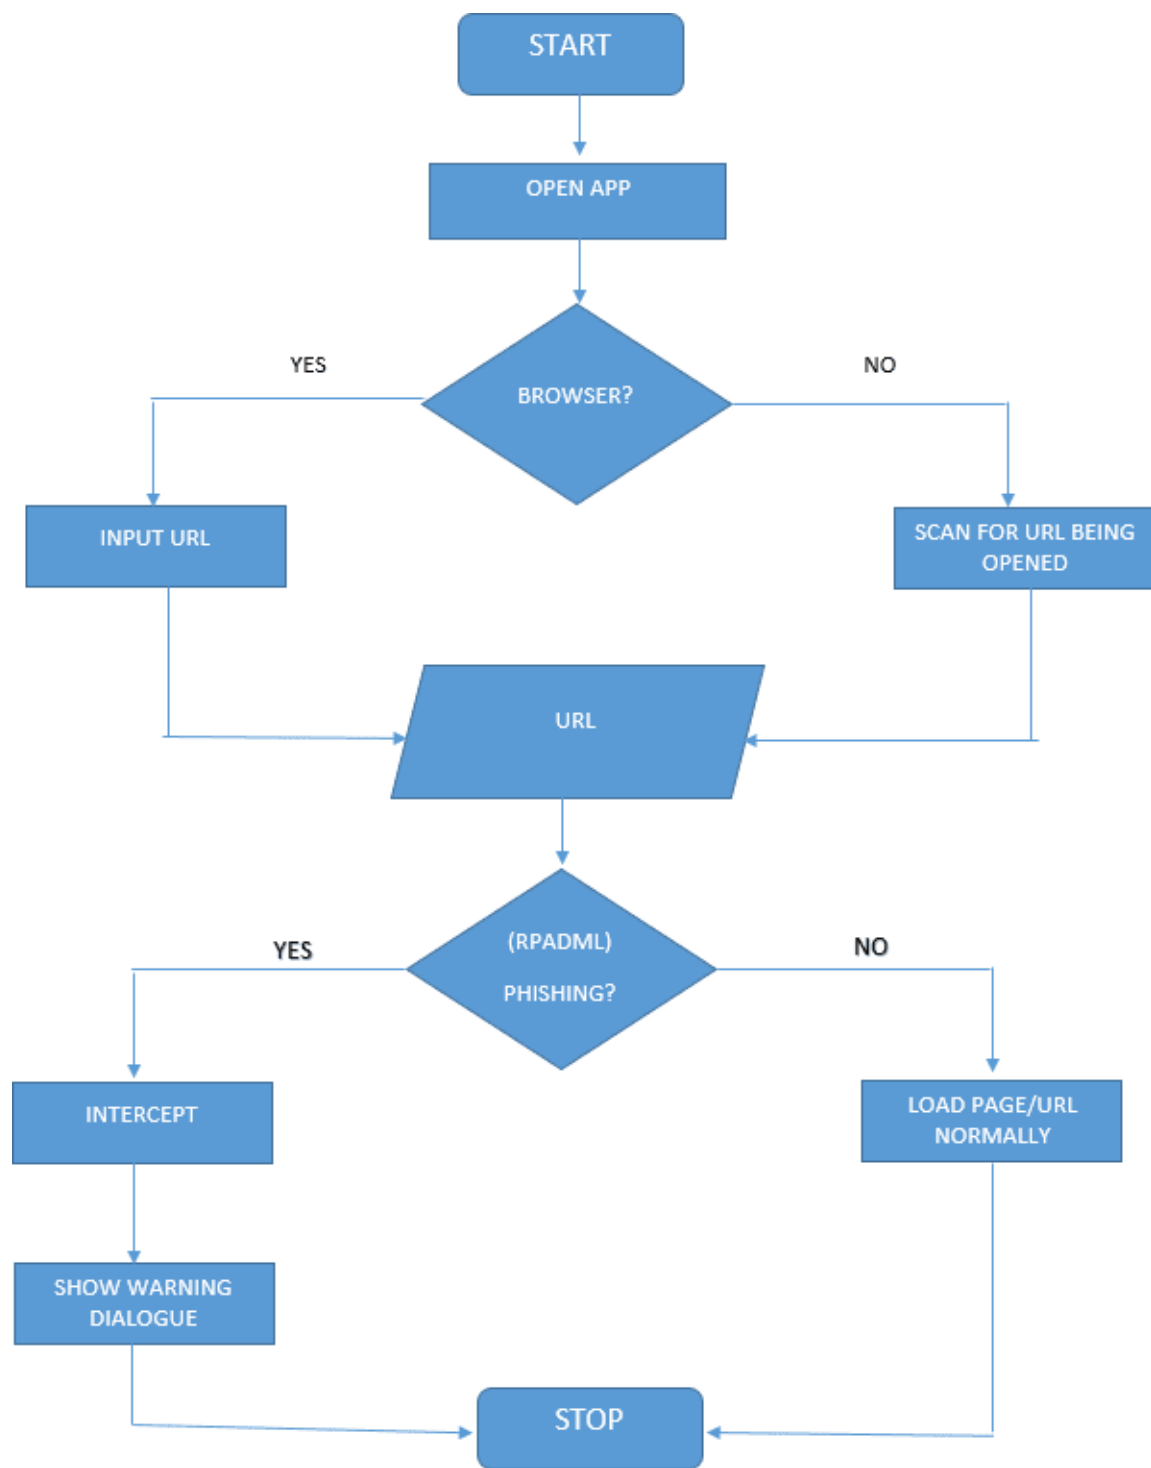 START
OPEN APP
YES
NO
BROWSER?
INPUT URL
SCAN FOR URL BEING
OPENED
URL
YES
(RPADML)
PHISHING?
NO
INTERCEPT
LOAD PAGE/URL
NORMALLY
SHOW WARNING
DIALOGUE
STOP